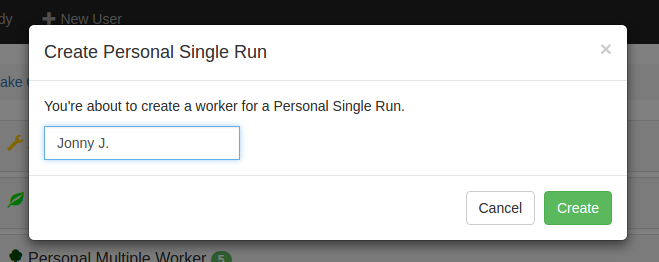 dy
New User
Create Personal Single Run
×
ake
You're about to create a worker for a Personal Single Run.
Jonny J.
Cancel
Create
Personal Multiple Worker 5